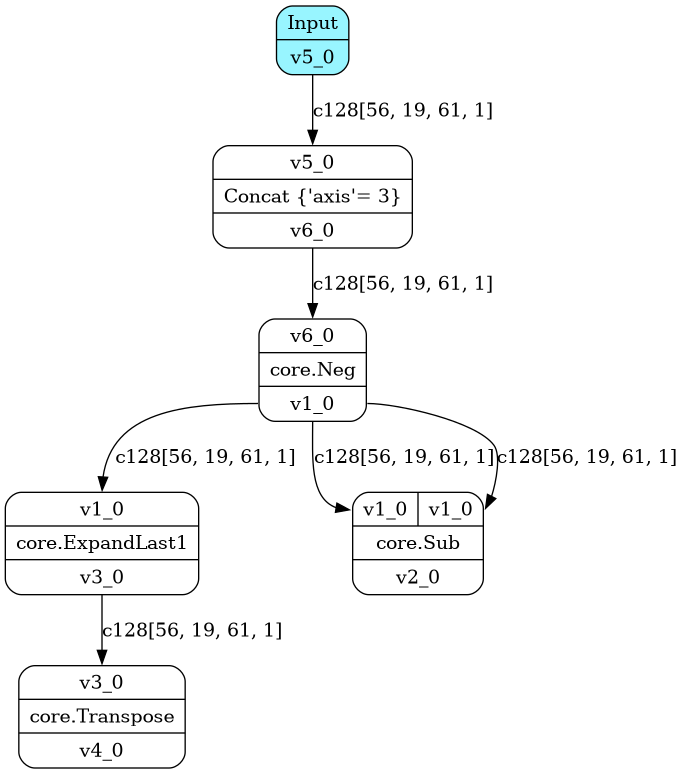 Input
v5_0
c128[56, 19, 61, 1]
v5_0
Concat {'axis'= 3}
v6_0
c128[56, 19, 61, 1]
v6_0
core.Neg
v1_0
c128[56, 19, 61, 1]
c128[56, 19, 61, 1]
c128[56, 19, 61, 1]
v1_0
core.ExpandLast1
v3_0
v1_0 v1_0
core.Sub
v2_0
c128[56, 19, 61, 1]
v3_0
core.Transpose
v4_0